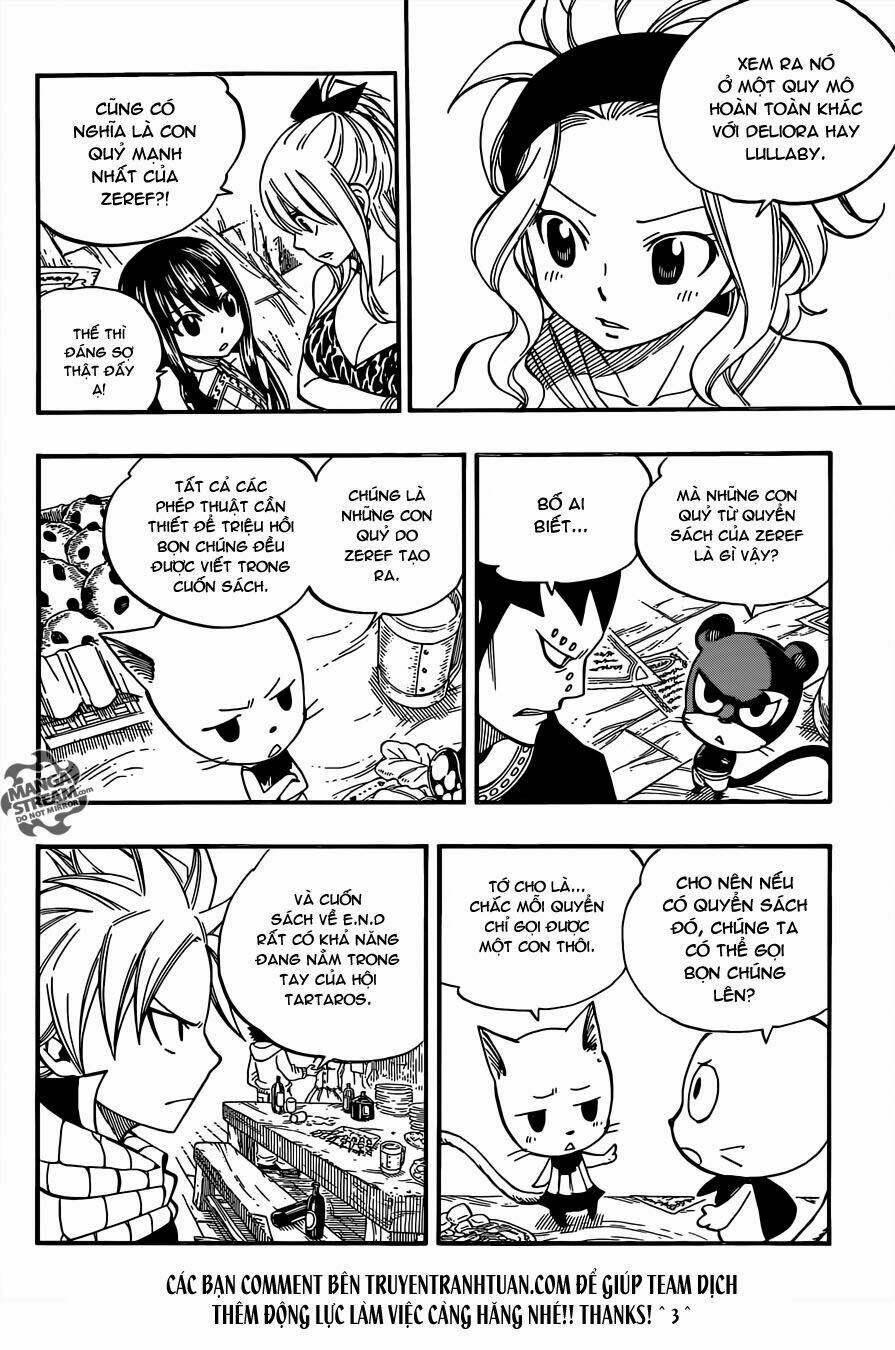 XEM RA NÓ
Ở MỘT QUY MÔ
HOÀN TOÀN KHÁC
VỚI DELIORA HAY
LULLABY.
CŨNG CÓ
NGHĨA LÀ CON
QUỶ MẠNH
NHẤT CỦA
ZEREF?!
THẾ THÌ
ĐÁNG SỢ
THẬT ĐẤY
Ạ!
MÀ NHỮNG CON
QUỶ TỪ QUYỂN
SÁCH CỦA ZEREF
LÀ GÌ VẬY?
BỐ AI
BIẾT...
CHÚNG LÀ
NHỮNG CON
QUỶ DO
ZEREF TẠO
RA.
TẤT CẢ CÁC
PHÉP THUẬT CẦN
THIẾT ĐỂ TRIỆU HỒI
BỌN CHÚNG ĐỀU
ĐƯỢC VIẾT TRONG
CUỐN SÁCH.
MANGA
STREAM.com
DO NOT MIRROR
CHO NÊN NẾU
CÓ QUYỂN SÁCH
ĐÓ, CHÚNG TA
CÓ THỂ GỌI
BỌN CHÚNG
LÊN?
TỚ CHO LÀ...
CHẮC MỖI QUYỂN
CHỈ GỌI ĐƯỢC
MỘT CON THÔI.
VÀ CUỐN
SÁCH VỀ E.N.D
RẤT CÓ KHẢ NĂNG
ĐANG NẰM TRONG
TAY CỦA HỘI
TARTAROS.
CÁC BẠN COMMENT BÊN TRUYENTRANHTUAN.COM ĐỂ GIÚP TEAM DỊCH
THÊM ĐỘNG LỰC LÀM VIỆC CÀNG HĂNG NHÉ!! THANKS! ^ 3 ^